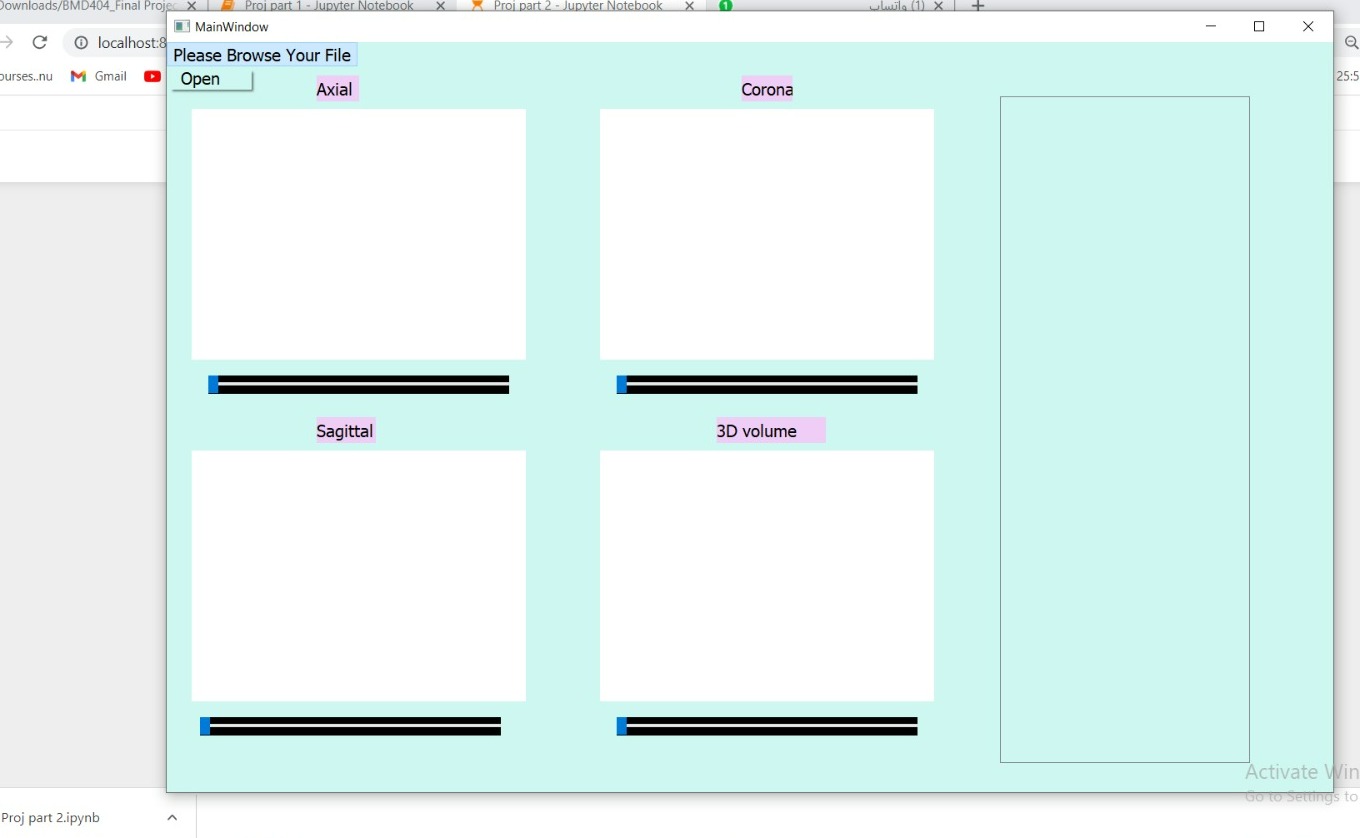 Downloads/BMD404_Final Projec
Proj part 1 - Jupyter Notebook
Proj part 2 - Jupyter Notebook
1
(1) واتساب
MainWindow
localhost:8
ourses..nu
Gmail
25:5
Please Browse Your File
Open
Axial
Corona
Sagittal
3D volume
Activate Win
Go to Settings to
Proj part 2.ipynb